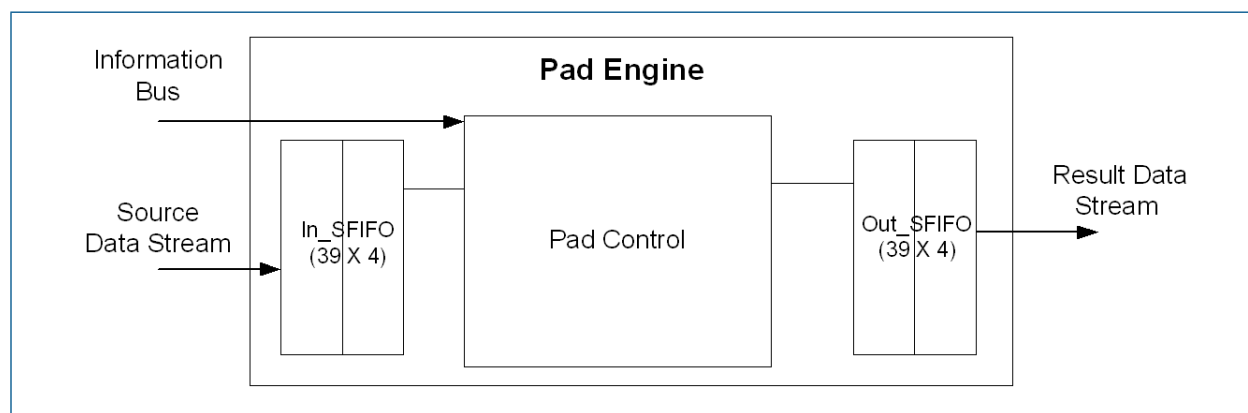 Pad Engine
Information
Bus
Source
Data Stream
In_SFIFO
(39 X 4)
Pad Control
Out_SFIFO
(39 X 4)
Result Data
Stream